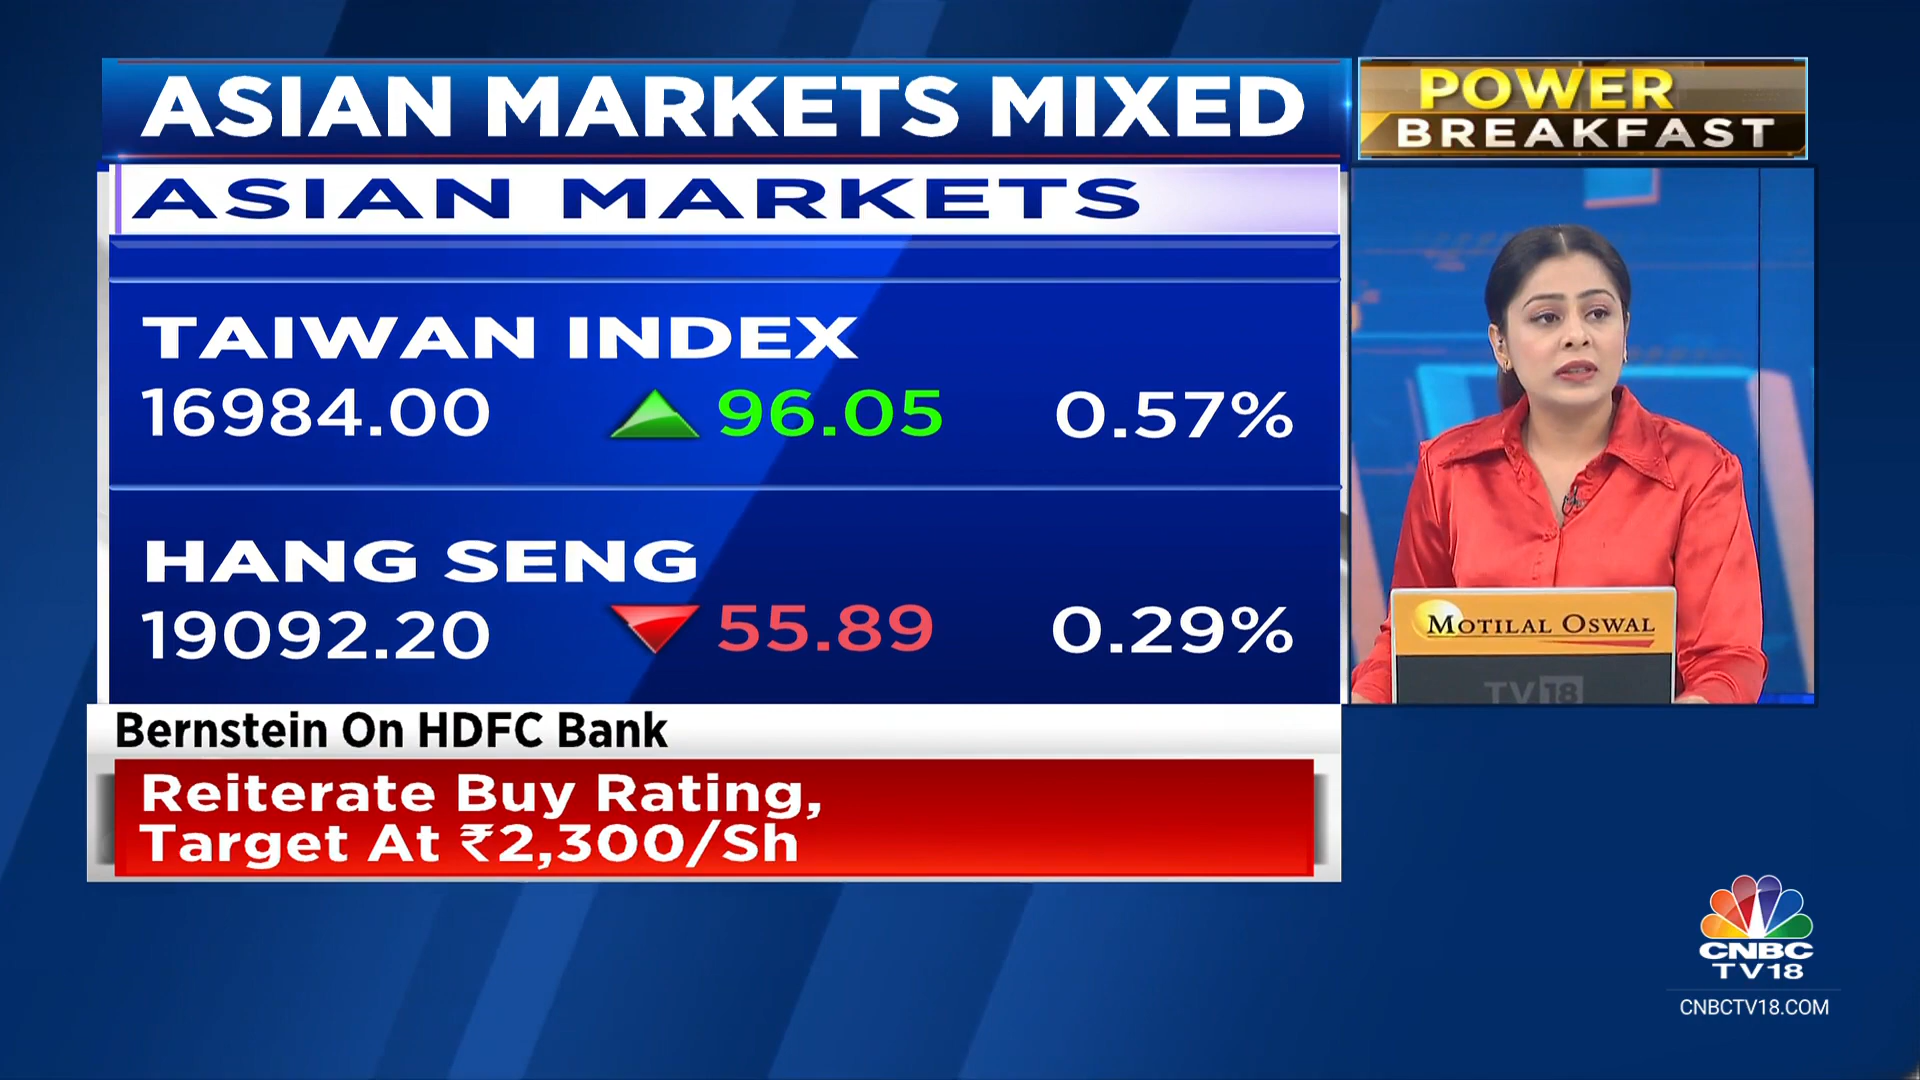 ASIAN MARKETS MIXED
POWER
BREAKFAST
ASIAN MARKETS
TAIWAN INDEX
16984.00 96.05 0.57%
HANG SENG
19092.20 55.89 0.29%
MOTILAL OSWAL
TV18
Bernstein On HDFC Bank
Reiterate Buy Rating,
Target At ₹2,300/Sh
CNBC
TV18
CNBCTV18.COM